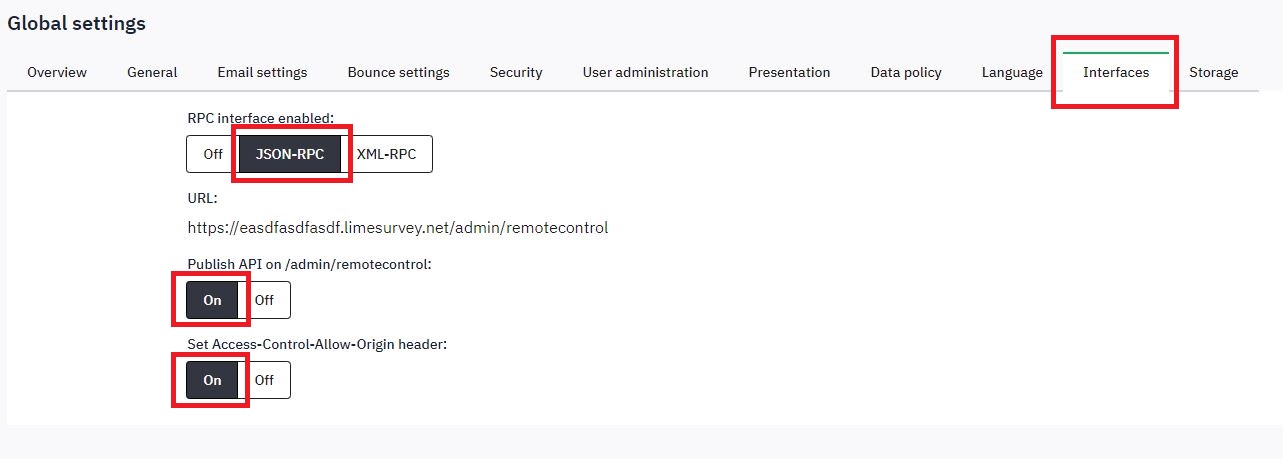 Global settings
Overview General Email settings Bounce settings Security User administration Presentation Data policy Language Interfaces Storage
RPC interface enabled:
Off JSON-RPC XML-RPC
URL:
https://easdfasdfasdf.limesurvey.net/admin/remotecontrol
Publish API on /admin/remotecontrol:
On Off
Set Access-Control-Allow-Origin header:
On Off